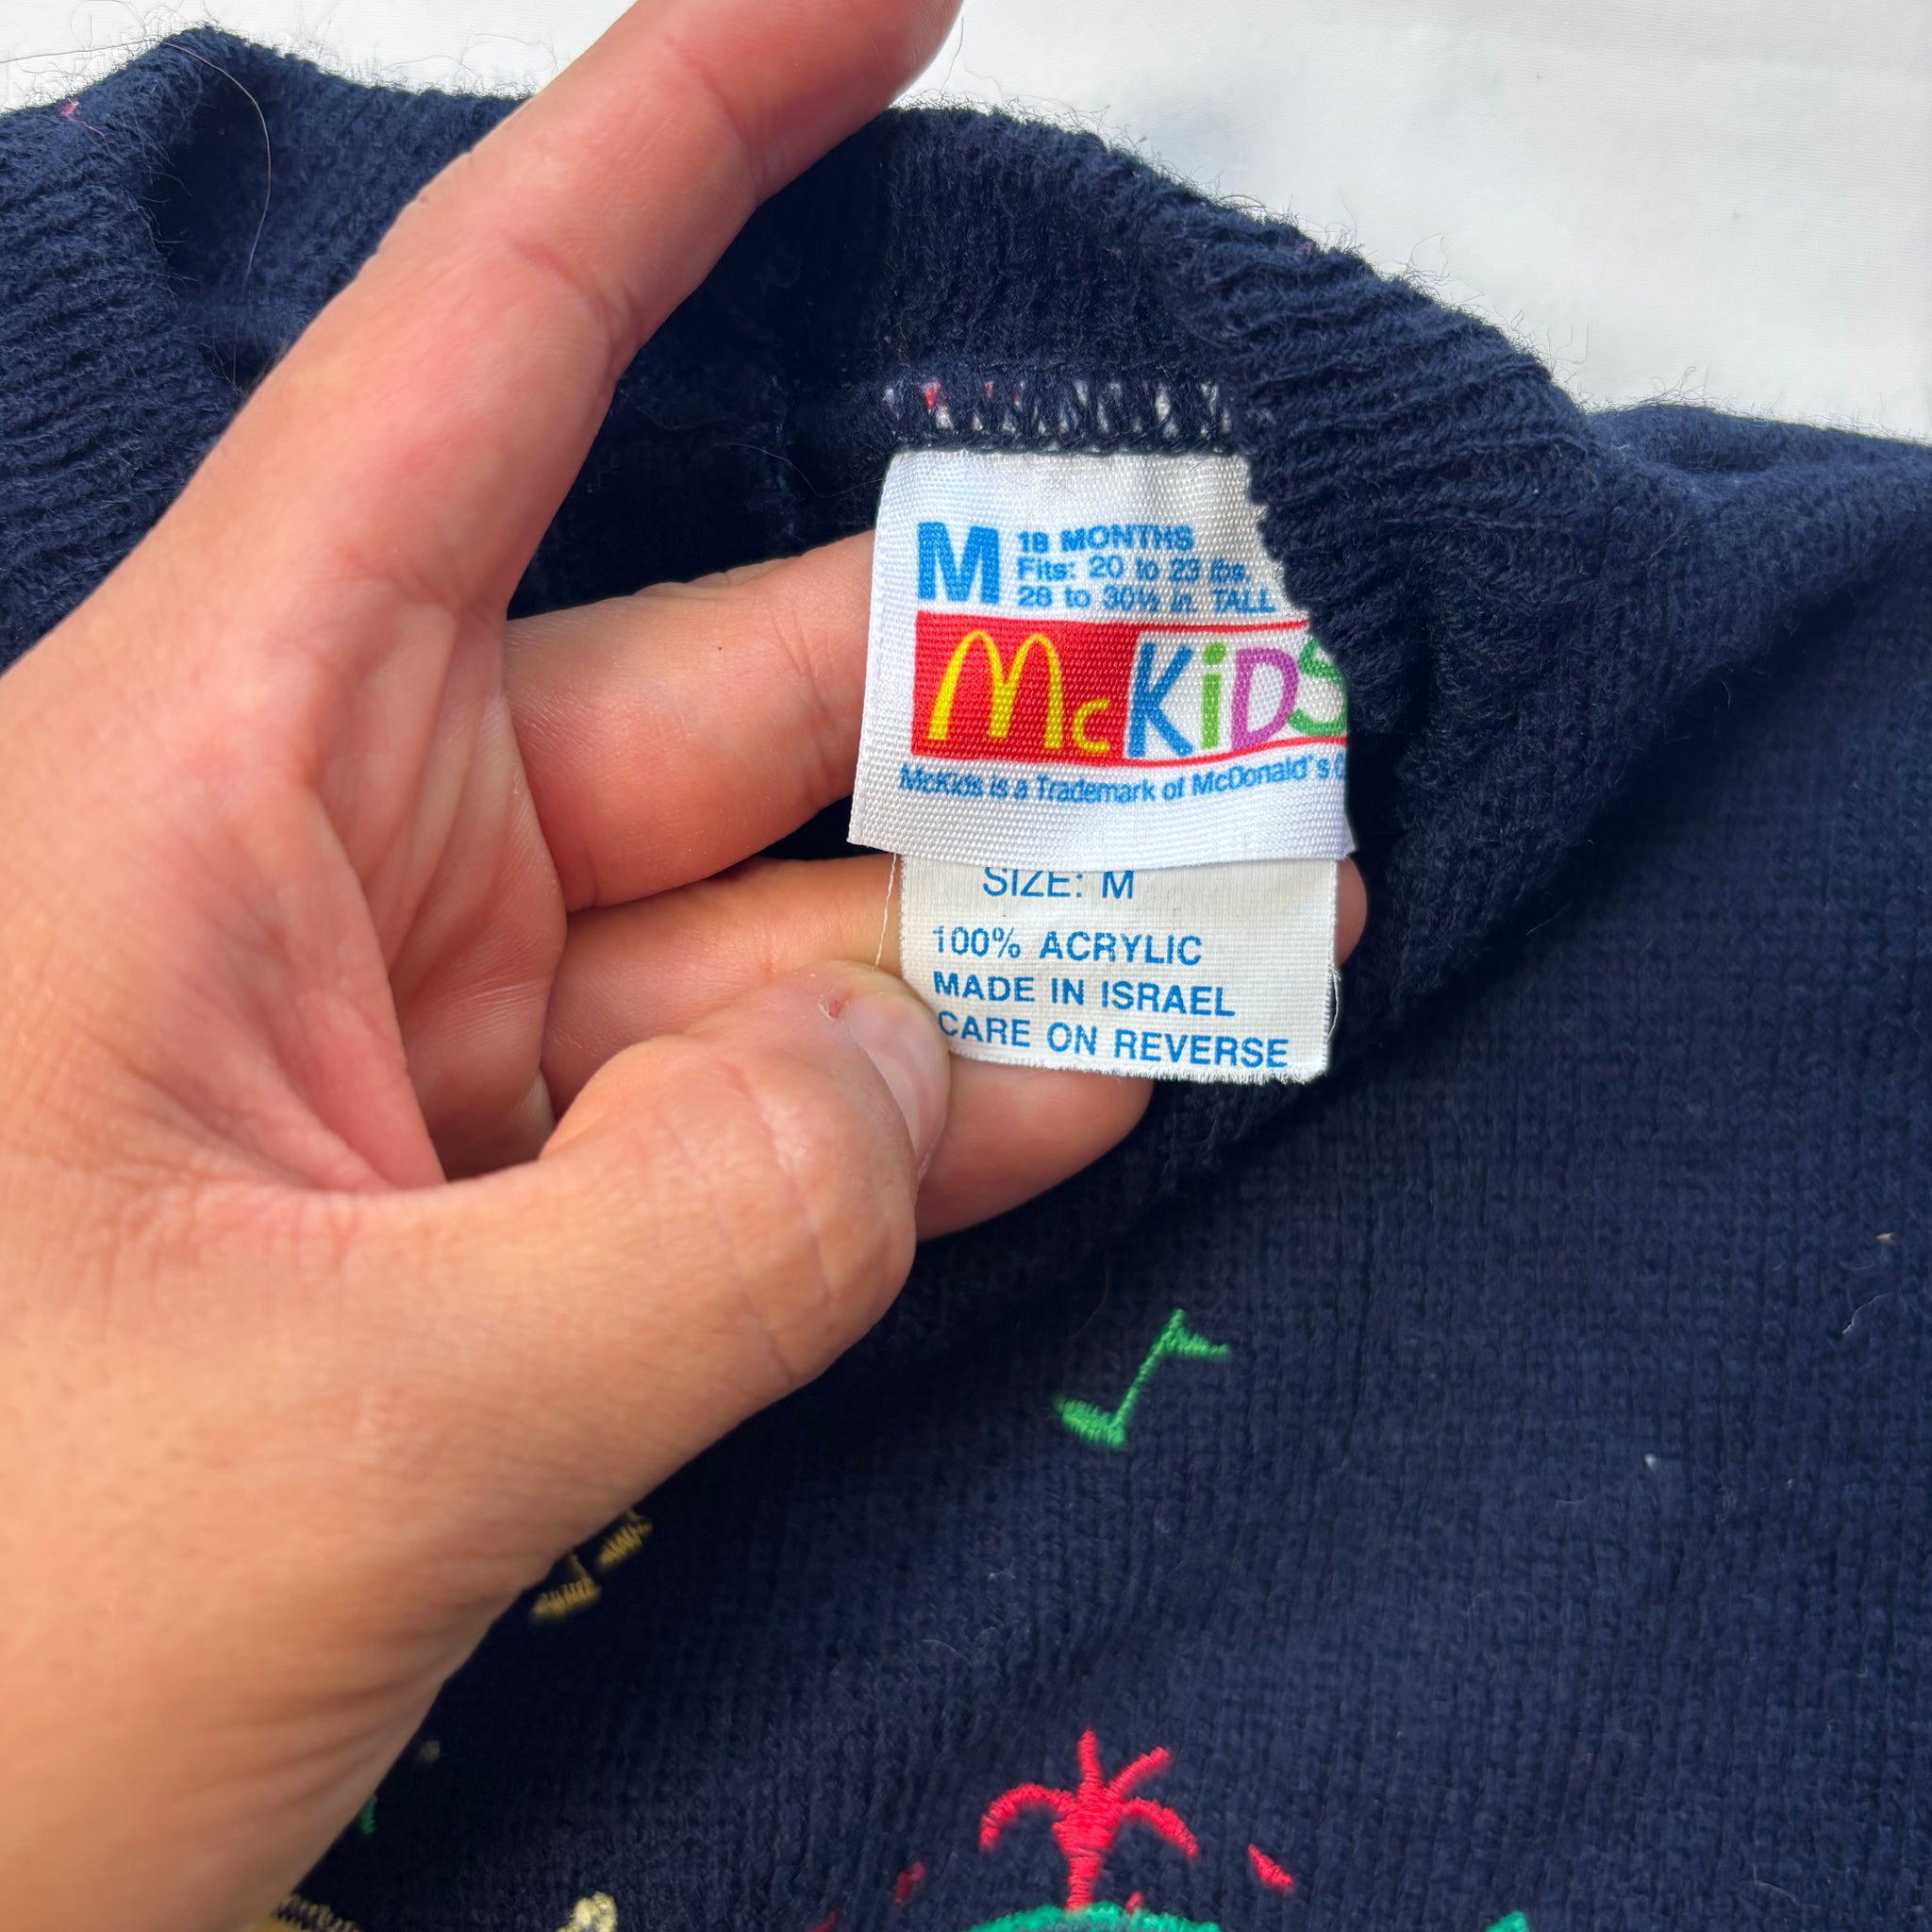 M 18 MONTHS
Fits: 20 to 23 lbs.
28 to 30½ in. TALL
McKiDS
McKids is a Trademark of McDonald's
SIZE: M
100% ACRYLIC
MADE IN ISRAEL
CARE ON REVERSE